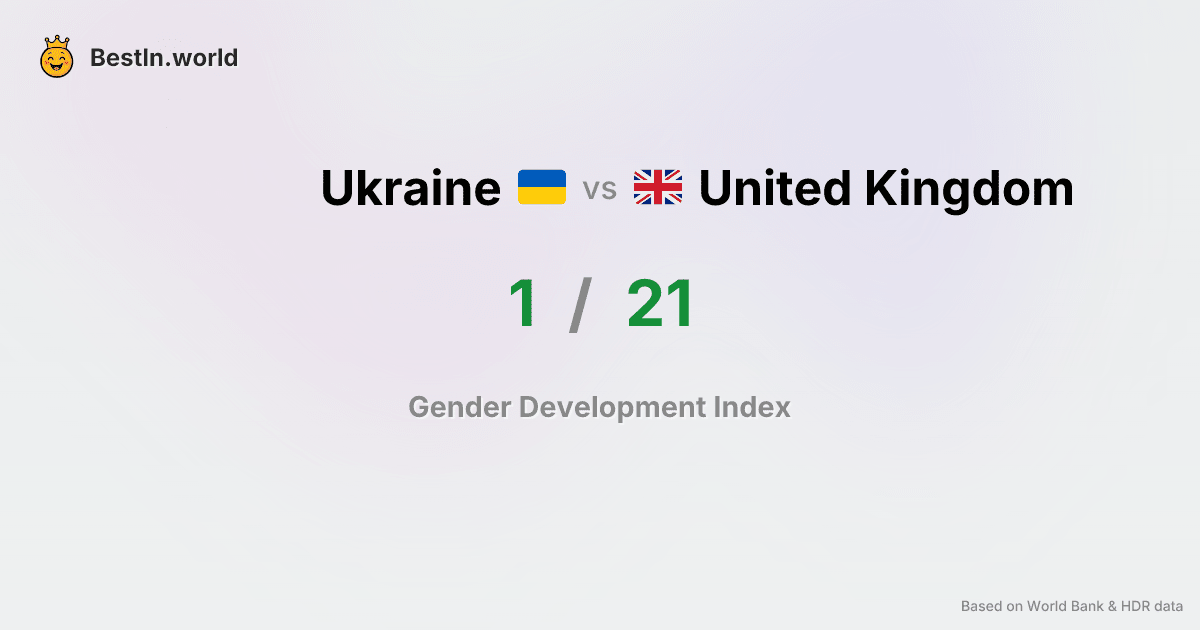 BestIn.world
Ukraine vs United Kingdom
1 / 21
Gender Development Index
Based on World Bank & HDR data